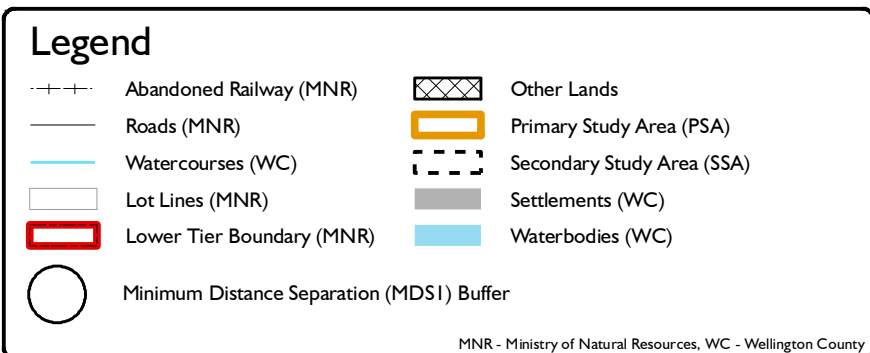 Legend
Abandoned Railway (MNR)
Roads (MNR)
Watercourses (WC)
Lot Lines (MNR)
Lower Tier Boundary (MNR)
Other Lands
Primary Study Area (PSA)
Secondary Study Area (SSA)
Settlements (WC)
Waterbodies (WC)
Minimum Distance Separation (MDS1) Buffer
MNR - Ministry of Natural Resources, WC - Wellington County